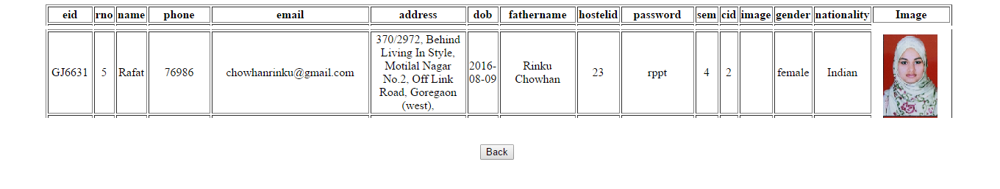 eid rno name phone email address dob fathername hostelid password sem cid image gender nationality Image
370/2972, Behind
Living In Style,
Motilal Nagar
No.2, Off Link
Road, Goregaon
(west),
GJ6631 5 Rafat 76986 chowhanrinku@gmail.com 2016-
08-09 Rinku
Chowhan 23 rppt 4 2 female Indian
Back